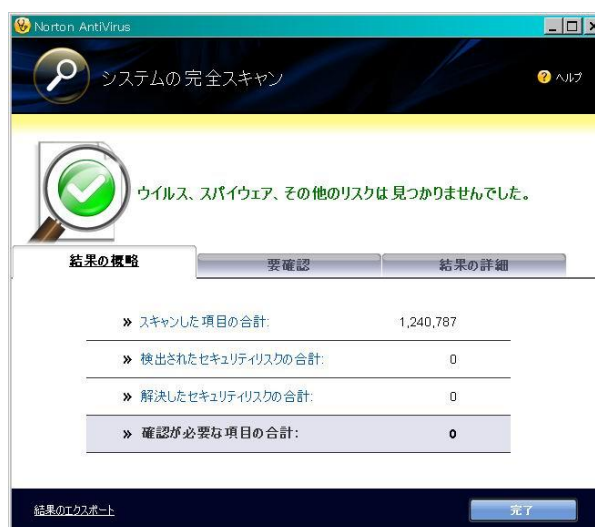 Norton AntiVirus
システムの完全スキャン
ヘルプ
ウイルス、スパイウェア、その他のリスクは見つかりませんでした。
結果の概略 要確認 結果の詳細
» スキャンした項目の合計: 1,240,787
» 検出されたセキュリティリスクの合計: 0
» 解決したセキュリティリスクの合計: 0
» 確認が必要な項目の合計: 0
結果のエクスポート 完了